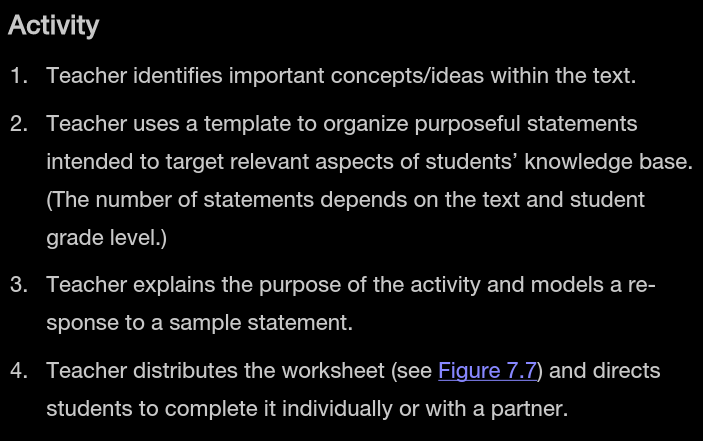 Activity
1. Teacher identifies important concepts/ideas within the text.
2. Teacher uses a template to organize purposeful statements
intended to target relevant aspects of students’ knowledge base.
(The number of statements depends on the text and student
grade level.)
3. Teacher explains the purpose of the activity and models a re-
sponse to a sample statement.
4. Teacher distributes the worksheet (see Figure 7.7) and directs
students to complete it individually or with a partner.